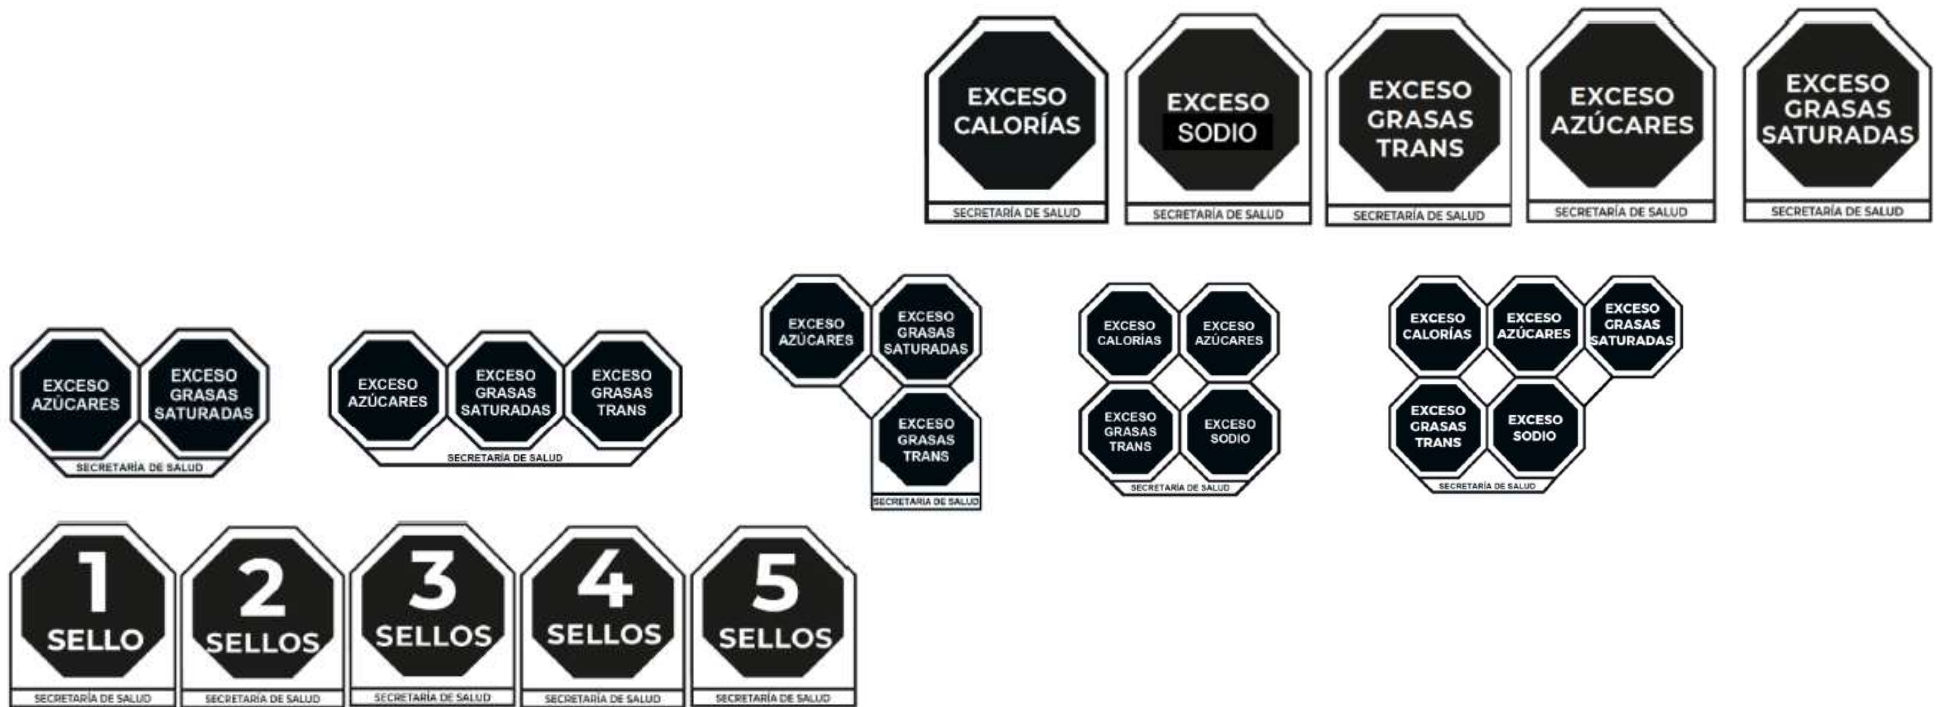 EXCESO
CALORÍAS
SECRETARÍA DE SALUD
EXCESO
SODIO
SECRETARÍA DE SALUD
EXCESO
GRASAS
TRANS
SECRETARÍA DE SALUD
EXCESO
AZÚCARES
SECRETARÍA DE SALUD
EXCESO
GRASAS
SATURADAS
SECRETARÍA DE SALUD
EXCESO
AZÚCARES
EXCESO
GRASAS
SATURADAS
SECRETARÍA DE SALUD
EXCESO
AZÚCARES
EXCESO
GRASAS
SATURADAS
EXCESO
GRASAS
TRANS
SECRETARÍA DE SALUD
EXCESO
AZÚCARES
EXCESO
GRASAS
SATURADAS
EXCESO
GRASAS
TRANS
SECRETARÍA DE SALUD
EXCESO
CALORÍAS
EXCESO
AZÚCARES
EXCESO
GRASAS
TRANS
EXCESO
SODIO
SECRETARÍA DE SALUD
EXCESO
CALORÍAS
EXCESO
AZÚCARES
EXCESO
GRASAS
SATURADAS
EXCESO
GRASAS
TRANS
EXCESO
SODIO
SECRETARÍA DE SALUD
1
SELLO
SECRETARÍA DE SALUD
2
SELLOS
SECRETARÍA DE SALUD
3
SELLOS
SECRETARÍA DE SALUD
4
SELLOS
SECRETARÍA DE SALUD
5
SELLOS
SECRETARÍA DE SALUD